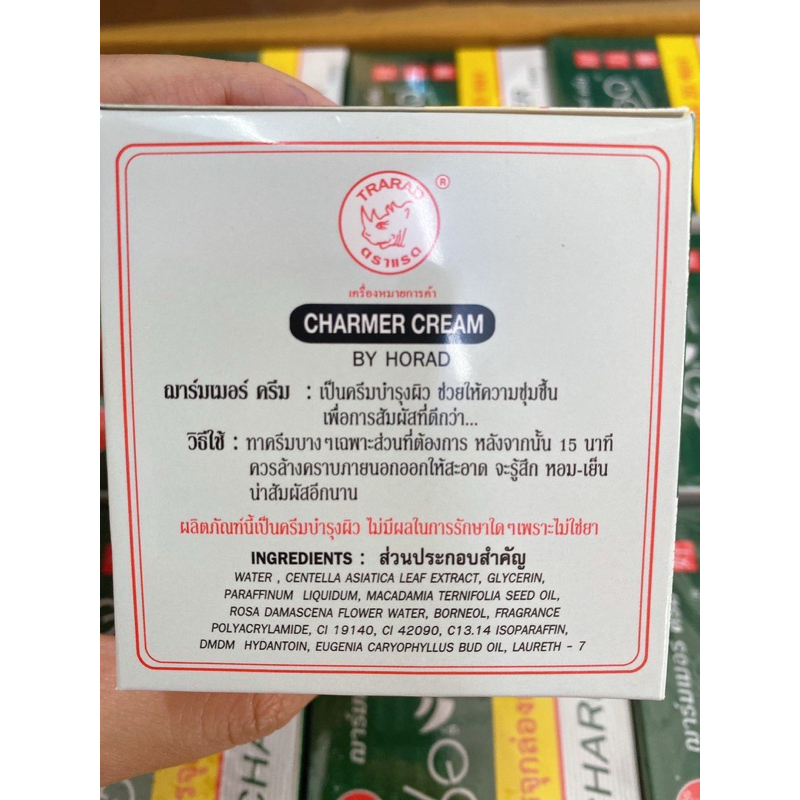 TRARAD
®
ตราแรด
เครื่องหมายการค้า
CHARMER CREAM
BY HORAD
ฌาร์มเมอร์ ครีม : เป็นครีมบำรุงผิว ช่วยให้ความชุ่มชื้น
เพื่อการสัมผัสที่ดีกว่า...
วิธีใช้ : ทาครีมบางๆเฉพาะส่วนที่ต้องการ หลังจากนั้น 15 นาที
ควรล้างคราบภายนอกออกให้สะอาด จะรู้สึก หอม-เย็น
น่าสัมผัสอีกนาน
ผลิตภัณฑ์นี้เป็นครีมบำรุงผิว ไม่มีผลในการรักษาใดๆเพราะไม่ใช่ยา
INGREDIENTS : ส่วนประกอบสำคัญ
WATER , CENTELLA ASIATICA LEAF EXTRACT, GLYCERIN,
PARAFFINUM LIQUIDUM, MACADAMIA TERNIFOLIA SEED OIL,
ROSA DAMASCENA FLOWER WATER, BORNEOL, FRAGRANCE
POLYACRYLAMIDE, CI 19140, CI 42090, C13.14 ISOPARAFFIN,
DMDM HYDANTOIN, EUGENIA CARYOPHYLLUS BUD OIL, LAURETH - 7
ฌาร์มเมอร์
CHAR